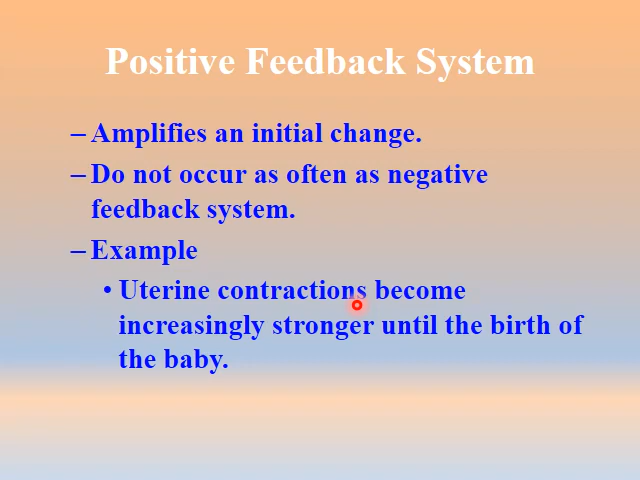 Positive Feedback System
– Amplifies an initial change.
– Do not occur as often as negative
feedback system.
– Example
• Uterine contractions become
increasingly stronger until the birth of
the baby.